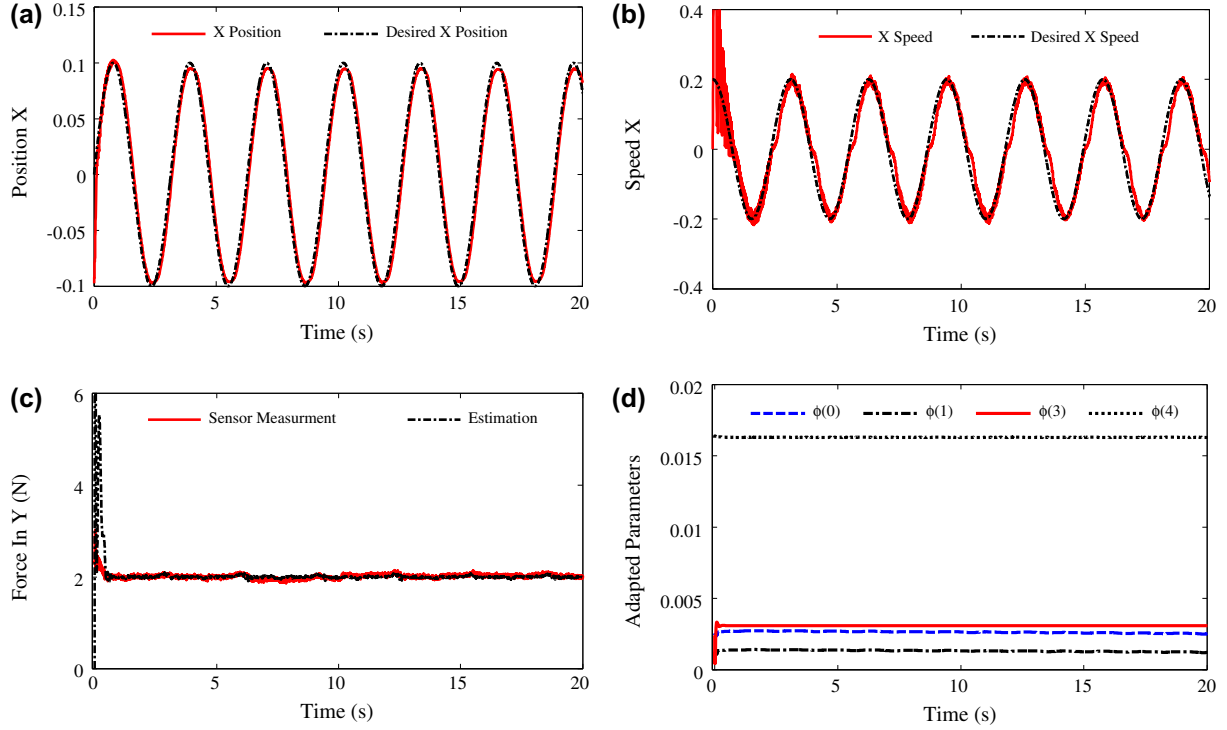 (a)
0.15
0.10
0.05
0
-0.05
-0.1
0
5
10
15
20
X Position
Desired X Position
Position X
Time (s)
(b)
0.4
0.2
0
-0.2
-0.4
0
5
10
15
20
X Speed
Desired X Speed
Speed X
Time (s)
(c)
6
4
2
0
0
5
10
15
20
Sensor Measurment
Estimation
Force In Y (N)
Time (s)
(d)
0.02
0.015
0.01
0.005
0
0
5
10
15
20
ϕ(0)
ϕ(1)
ϕ(3)
ϕ(4)
Adapted Parameters
Time (s)